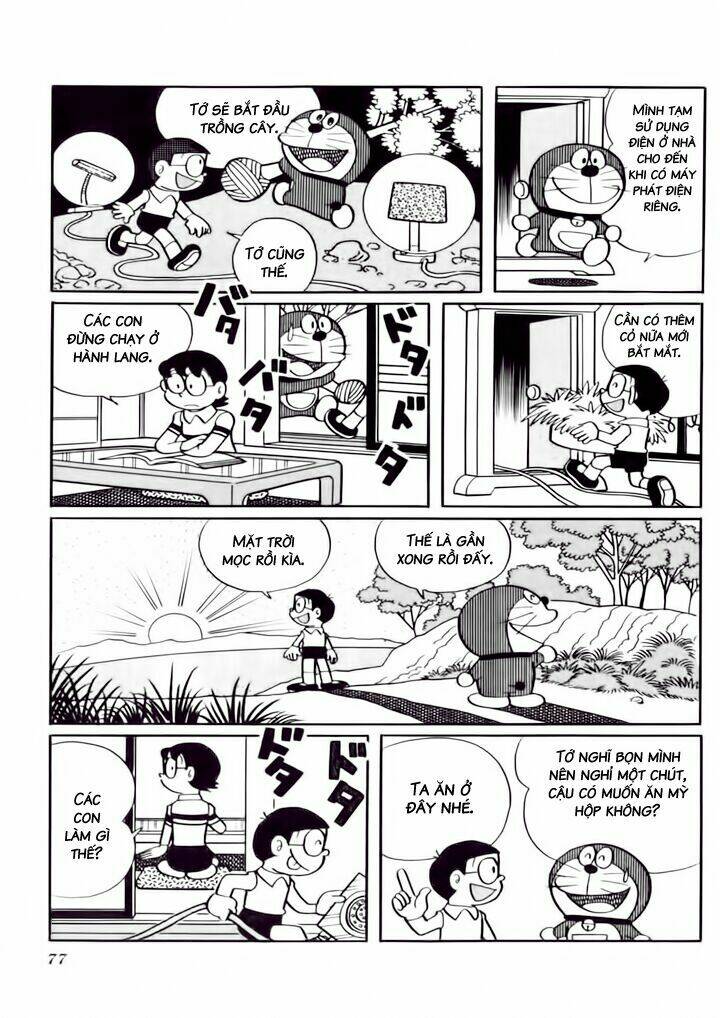 TỚ SẼ BẮT ĐẦU
TRỒNG CÂY.
TỚ CŨNG
THẾ.
MÌNH TẠM
SỬ DỤNG
ĐIỆN Ở NHÀ
CHO ĐẾN
KHI CÓ MÁY
PHÁT ĐIỆN
RIÊNG.
CÁC CON
ĐỪNG CHẠY Ở
HÀNH LANG.
バタ
バタ
ドタ
ドタ
CẦN CÓ THÊM
CỎ NỮA MỚI
BẮT MẮT.
MẶT TRỜI
MỌC RỒI KÌA.
THẾ LÀ GẦN
XONG RỒI ĐẤY.
CÁC
CON
LÀM GÌ
THẾ?
ドタ
ドタ
TA ĂN Ở
ĐÂY NHÉ.
TỚ NGHĨ BỌN MÌNH
NÊN NGHỈ MỘT CHÚT,
CẬU CÓ MUỐN ĂN MỲ
HỘP KHÔNG?
77